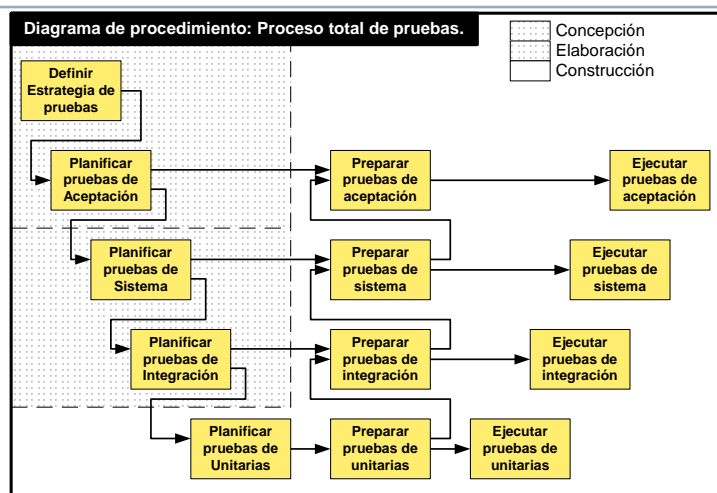 Diagrama de procedimiento: Proceso total de pruebas.
Concepción
Elaboración
Construcción
Definir
Estrategia de
pruebas
Planificar
pruebas de
Aceptación
Preparar
pruebas de
aceptación
Ejecutar
pruebas de
aceptación
Planificar
pruebas de
Sistema
Preparar
pruebas de
sistema
Ejecutar
pruebas de
sistema
Planificar
pruebas de
Integración
Preparar
pruebas de
integración
Ejecutar
pruebas de
integración
Planificar
pruebas de
Unitarias
Preparar
pruebas de
unitarias
Ejecutar
pruebas de
unitarias